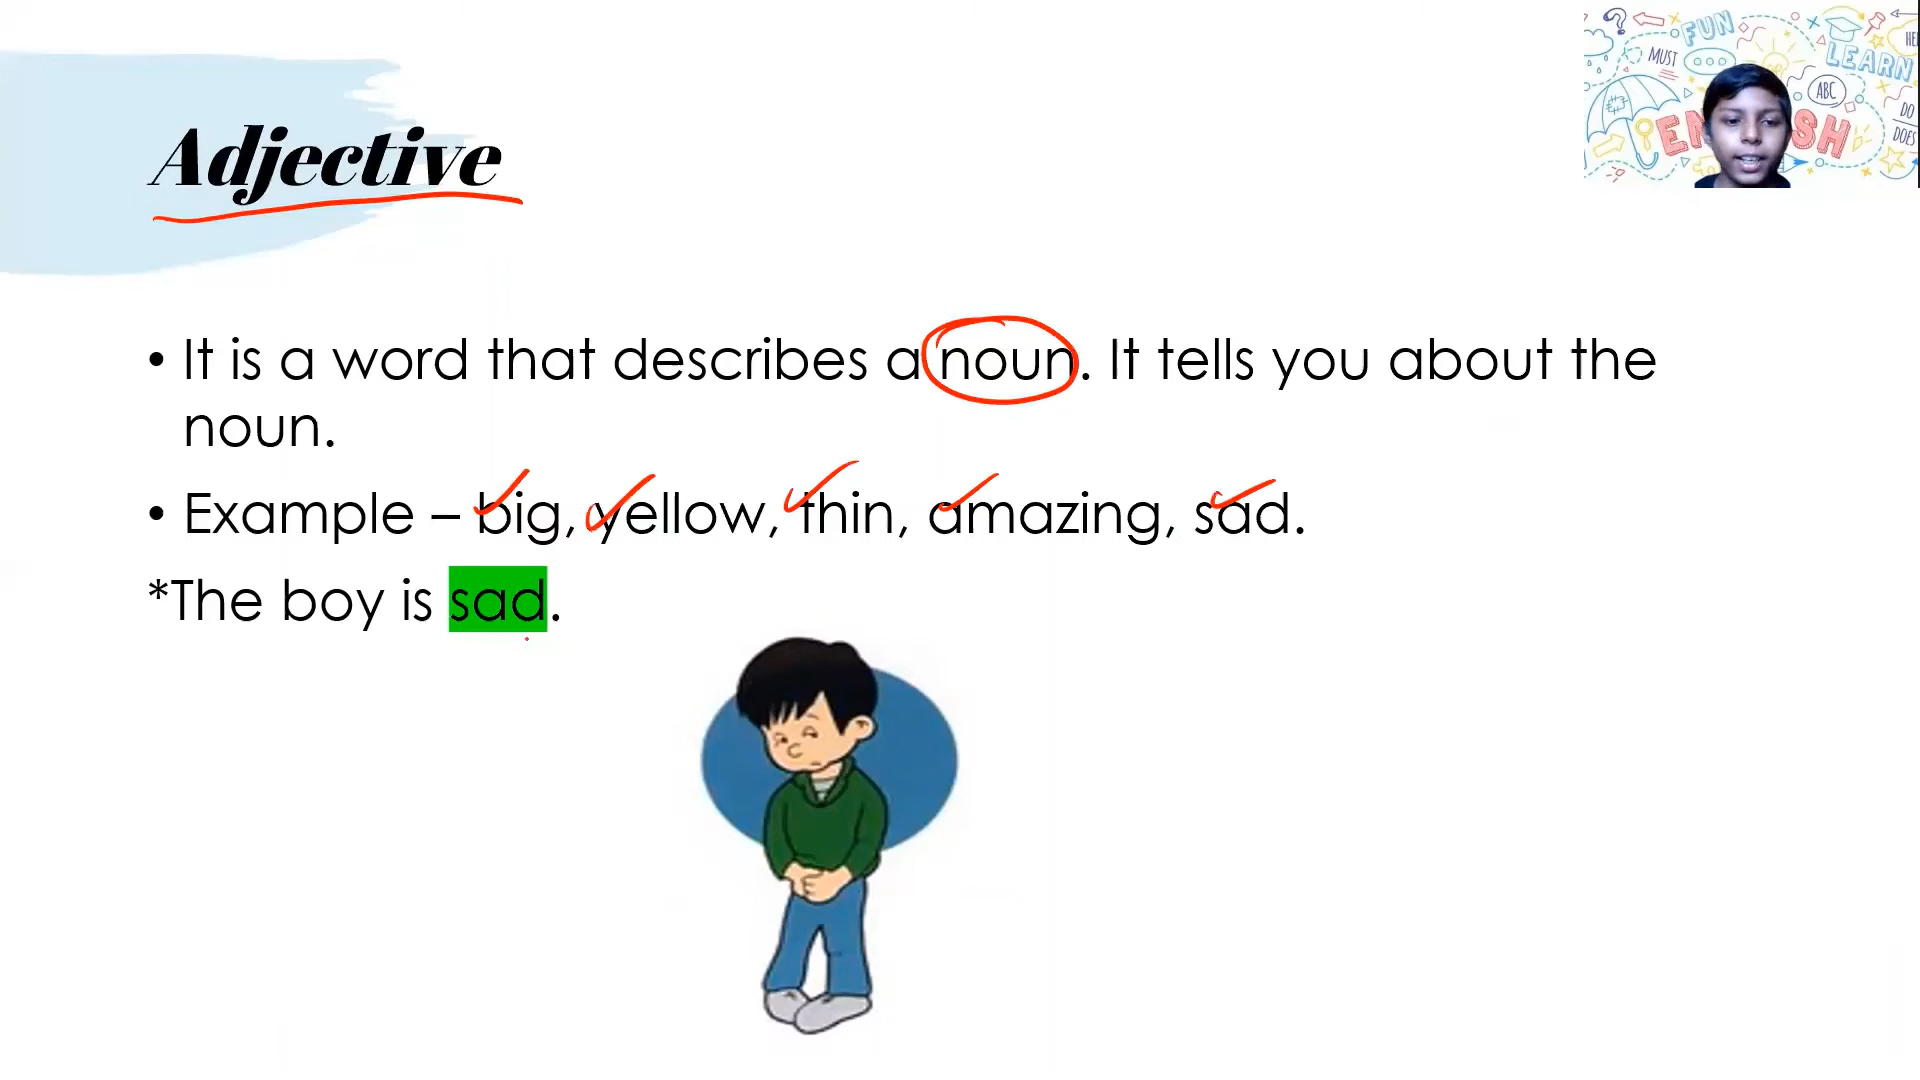 Adjective
• It is a word that describes a noun. It tells you about the
noun.
• Example – big, yellow, thin, amazing, sad.
*The boy is sad.
FUN
MUST
LEARN
ABC
DO
DOES